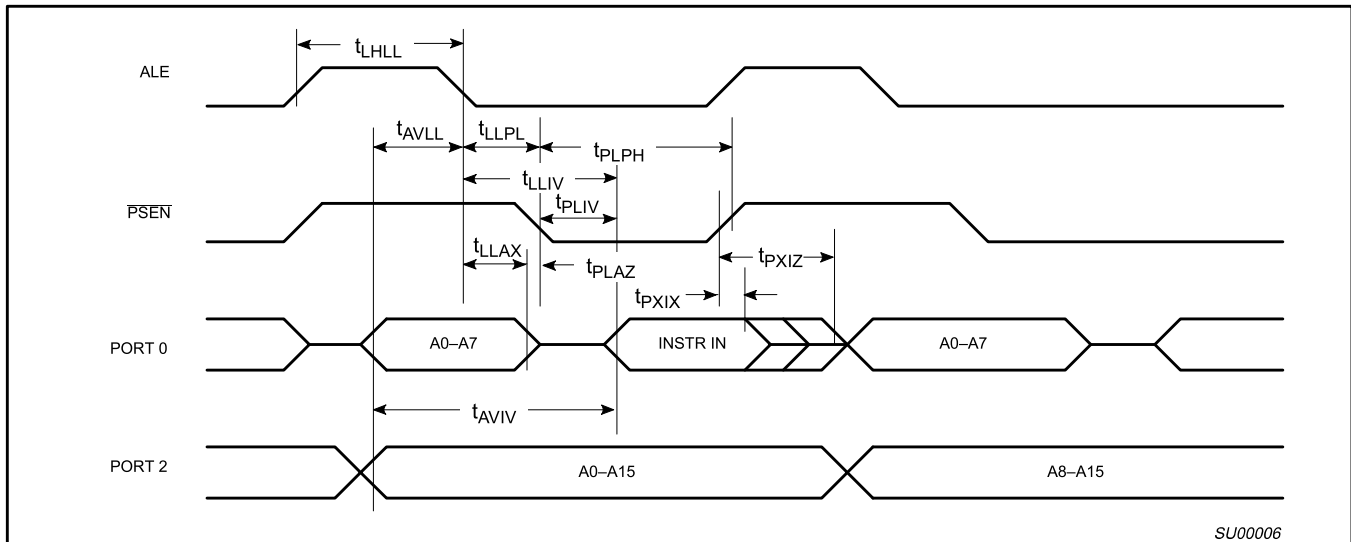 tLHLL
ALE
tAVLL
tLLPL
tPLPH
tLLIV
PSEN
tPLIV
tLLAX
tPLAZ
tPXIZ
tPXIX
PORT 0
A0–A7
INSTR IN
A0–A7
tAVIV
PORT 2
A0–A15
A8–A15
SU00006